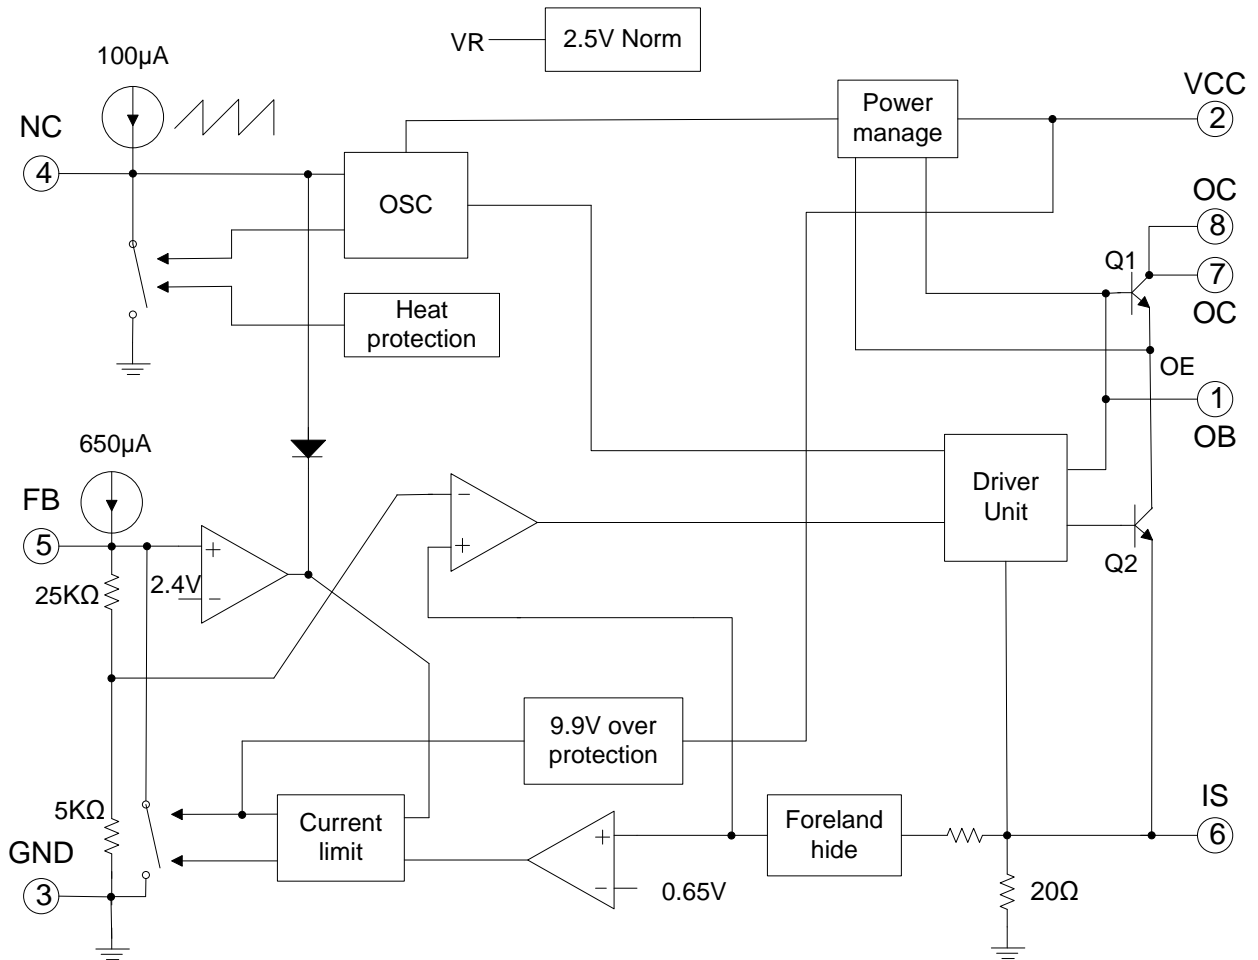 VR
2.5V Norm
100µA
NC
4
OSC
Power
manage
VCC
2
OC
8
Q1
7
OC
Heat
protection
OE
1
OB
650µA
FB
5
+
2.4V
−
25KΩ
−
+
Driver
Unit
Q2
9.9V over
protection
5KΩ
GND
3
Current
limit
+
−
0.65V
Foreland
hide
IS
6
20Ω